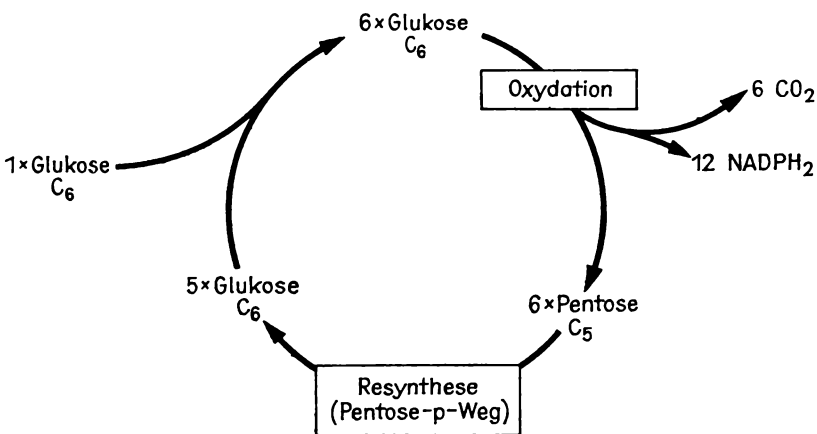 6×Glukose
C6
Oxydation
6 CO2
12 NADPH2
1×Glukose
C6
5×Glukose
C6
6×Pentose
C5
Resynthese
(Pentose-p-Weg)